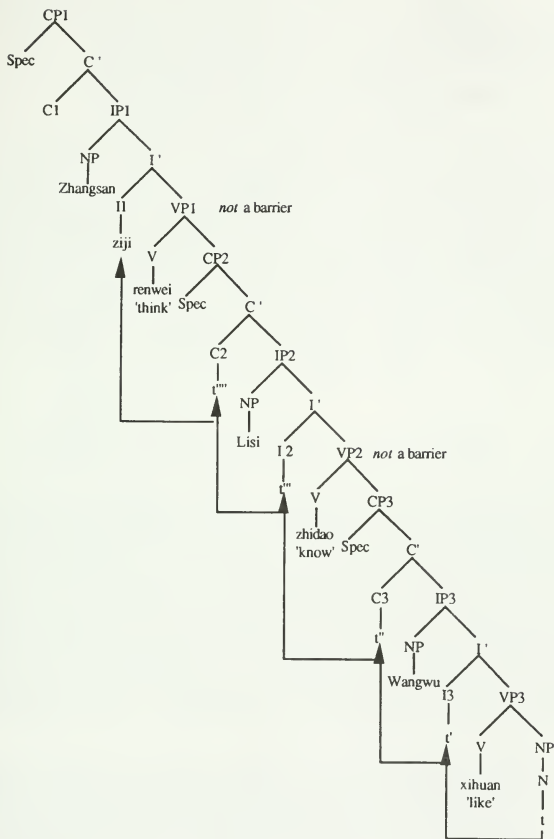 CP1
Spec C'
C1 IP1
NP I'
Zhangsan
I1 VP1 not a barrier
ziji V CP2
renwei
'think' Spec C'
C2 IP2
t'''' NP I'
Lisi
I2 VP2 not a barrier
t''' V CP3
zhidao
'know' Spec C'
C3 IP3
t'' NP I'
Wangwu
I3 VP3
t' V NP
xihuan N
'like'
t